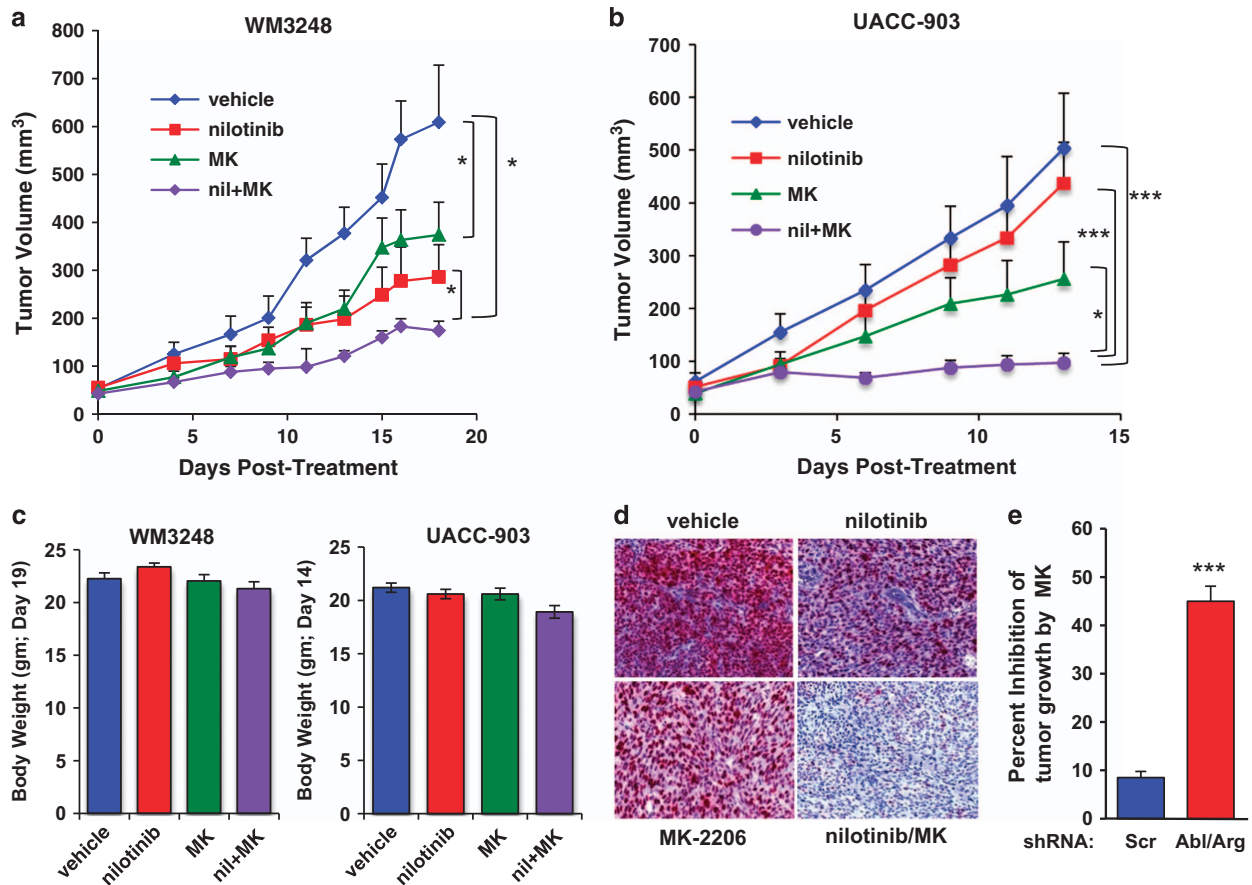 a
WM3248
Tumor Volume (mm³)
800
700
600
500
400
300
200
100
0
vehicle
nilotinib
MK
nil+MK
*
*
*
0 5 10 15 20
Days Post-Treatment
b
UACC-903
Tumor Volume (mm³)
700
600
500
400
300
200
100
0
vehicle
nilotinib
MK
nil+MK
***
***
*
0 5 10 15
Days Post-Treatment
c
WM3248
Body Weight (gm; Day 19)
25
20
15
10
5
0
vehicle
nilotinib
MK
nil+MK
UACC-903
Body Weight (gm; Day 14)
25
20
15
10
5
0
vehicle
nilotinib
MK
nil+MK
d
vehicle
nilotinib
MK-2206
nilotinib/MK
e
Percent Inhibition of
tumor growth by MK
60
50
40
30
20
10
0
***
shRNA: Scr Abl/Arg